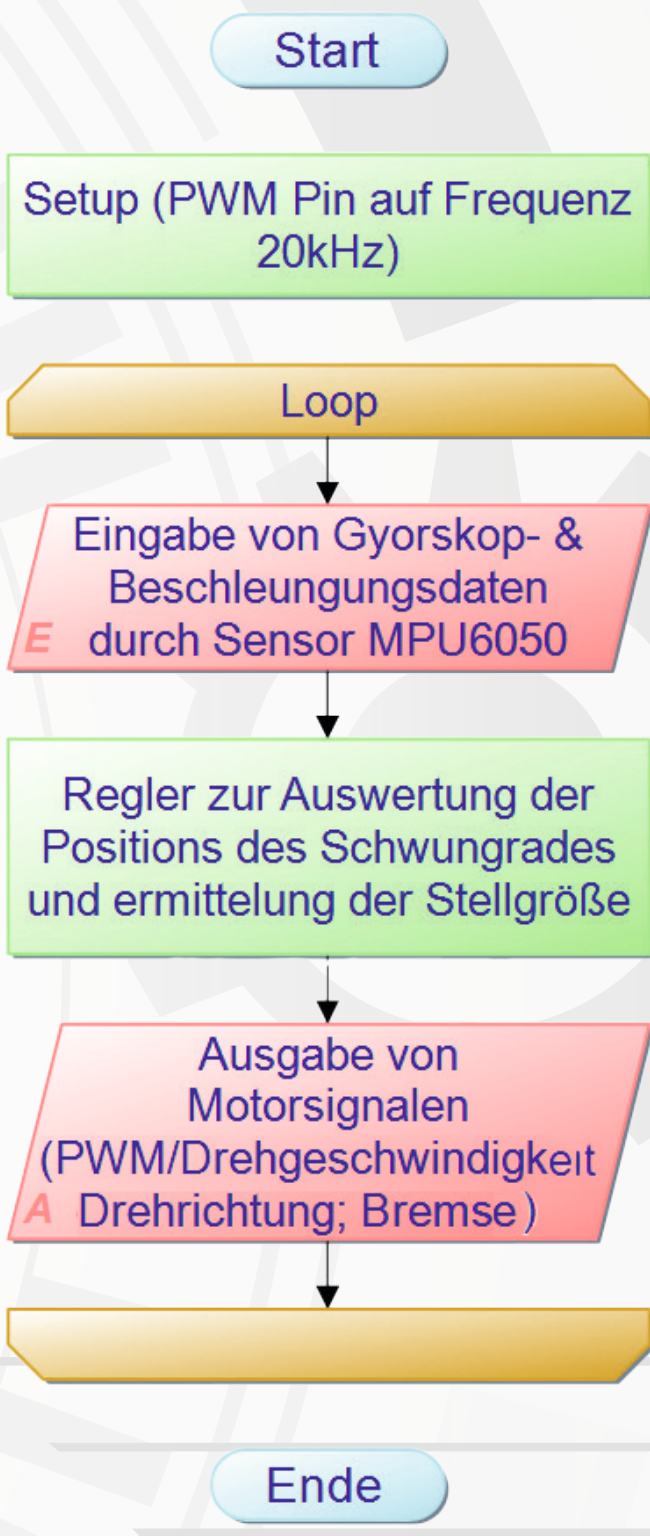 Start
Setup (PWM Pin auf Frequenz
20kHz)
Loop
Eingabe von Gyorskop- &
Beschleungungsdaten
E durch Sensor MPU6050
Regler zur Auswertung der
Positions des Schwungrades
und ermittelung der Stellgröße
Ausgabe von
Motorsignalen
(PWM/Drehgeschwindigkeit
A Drehrichtung; Bremse)
Ende